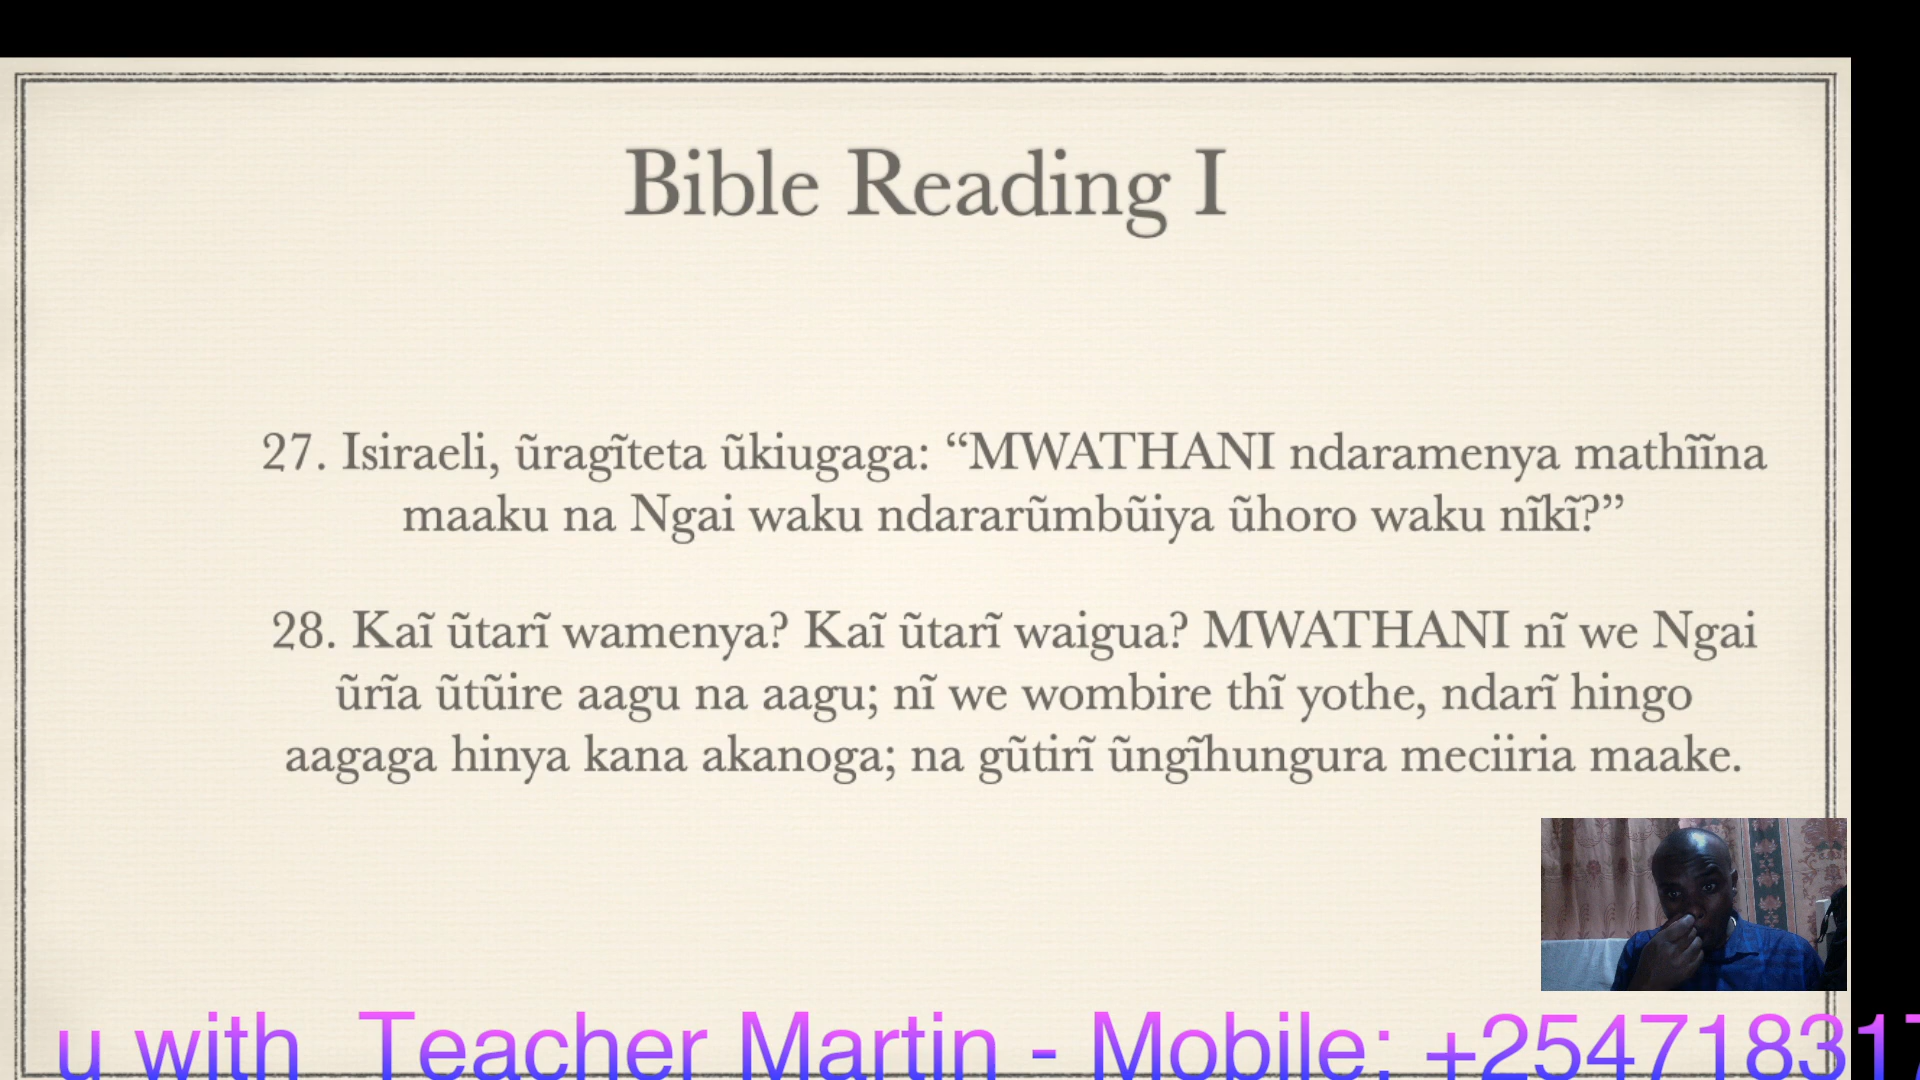 Bible Reading I
27. Isiraeli, ũragĩteta ũkiugaga: “MWATHANI ndaramenya mathĩĩna
maaku na Ngai waku ndararũmbũiya ũhoro waku nĩkĩ?”
28. Kaĩ ũtarĩ wamenya? Kaĩ ũtarĩ waigua? MWATHANI nĩ we Ngai
ũrĩa ũtũire aagu na aagu; nĩ we wombire thĩ yothe, ndarĩ hingo
aagaga hinya kana akanoga; na gũtirĩ ũngĩhungura meciiria maake.
u with Teacher Martin - Mobile: +254718317